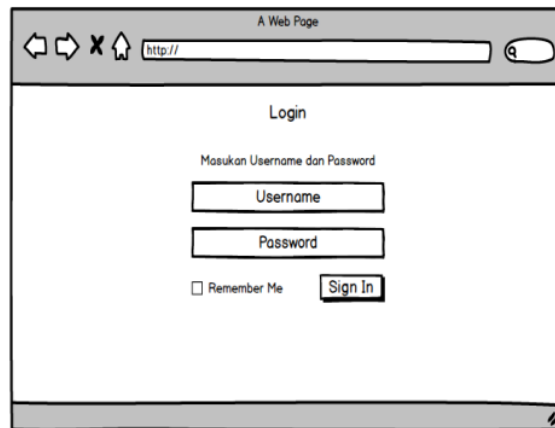 A Web Page
http://
Login
Masukan Username dan Password
Username
Password
Remember Me
Sign In